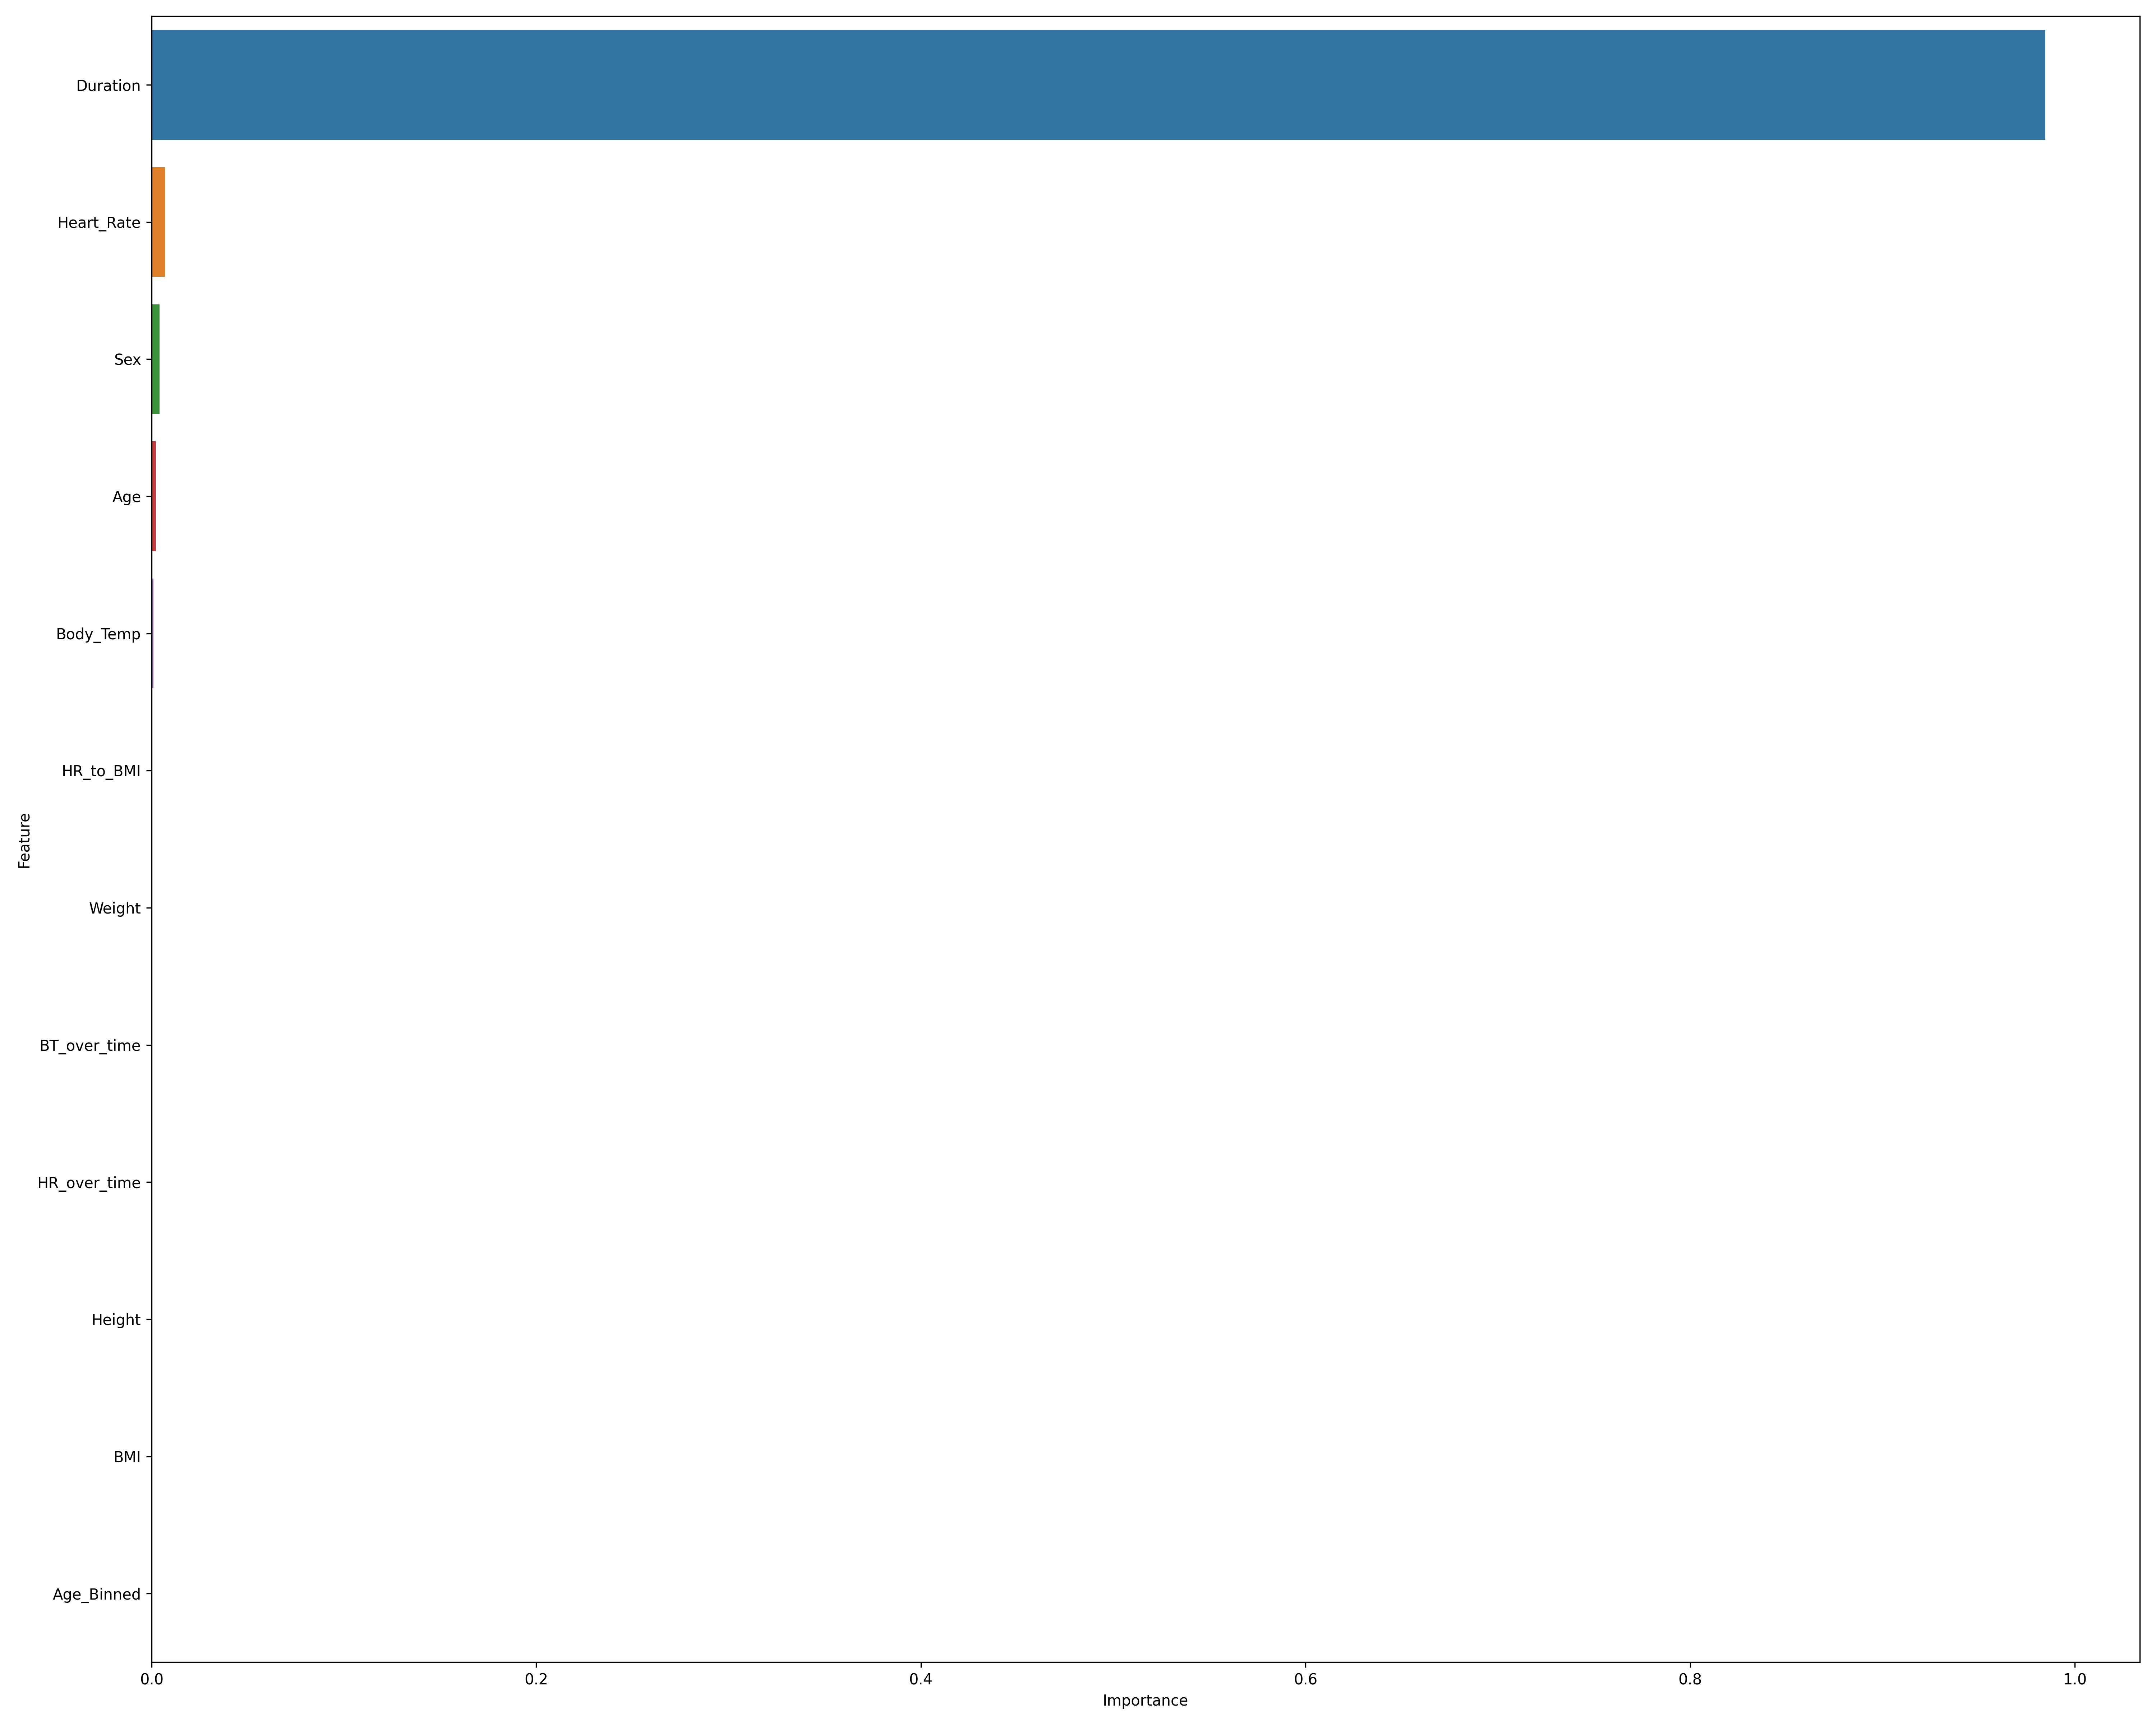 Duration
Heart_Rate
Sex
Age
Body_Temp
HR_to_BMI
Feature
Weight
BT_over_time
HR_over_time
Height
BMI
Age_Binned
0.0 0.2 0.4 0.6 0.8 1.0
Importance